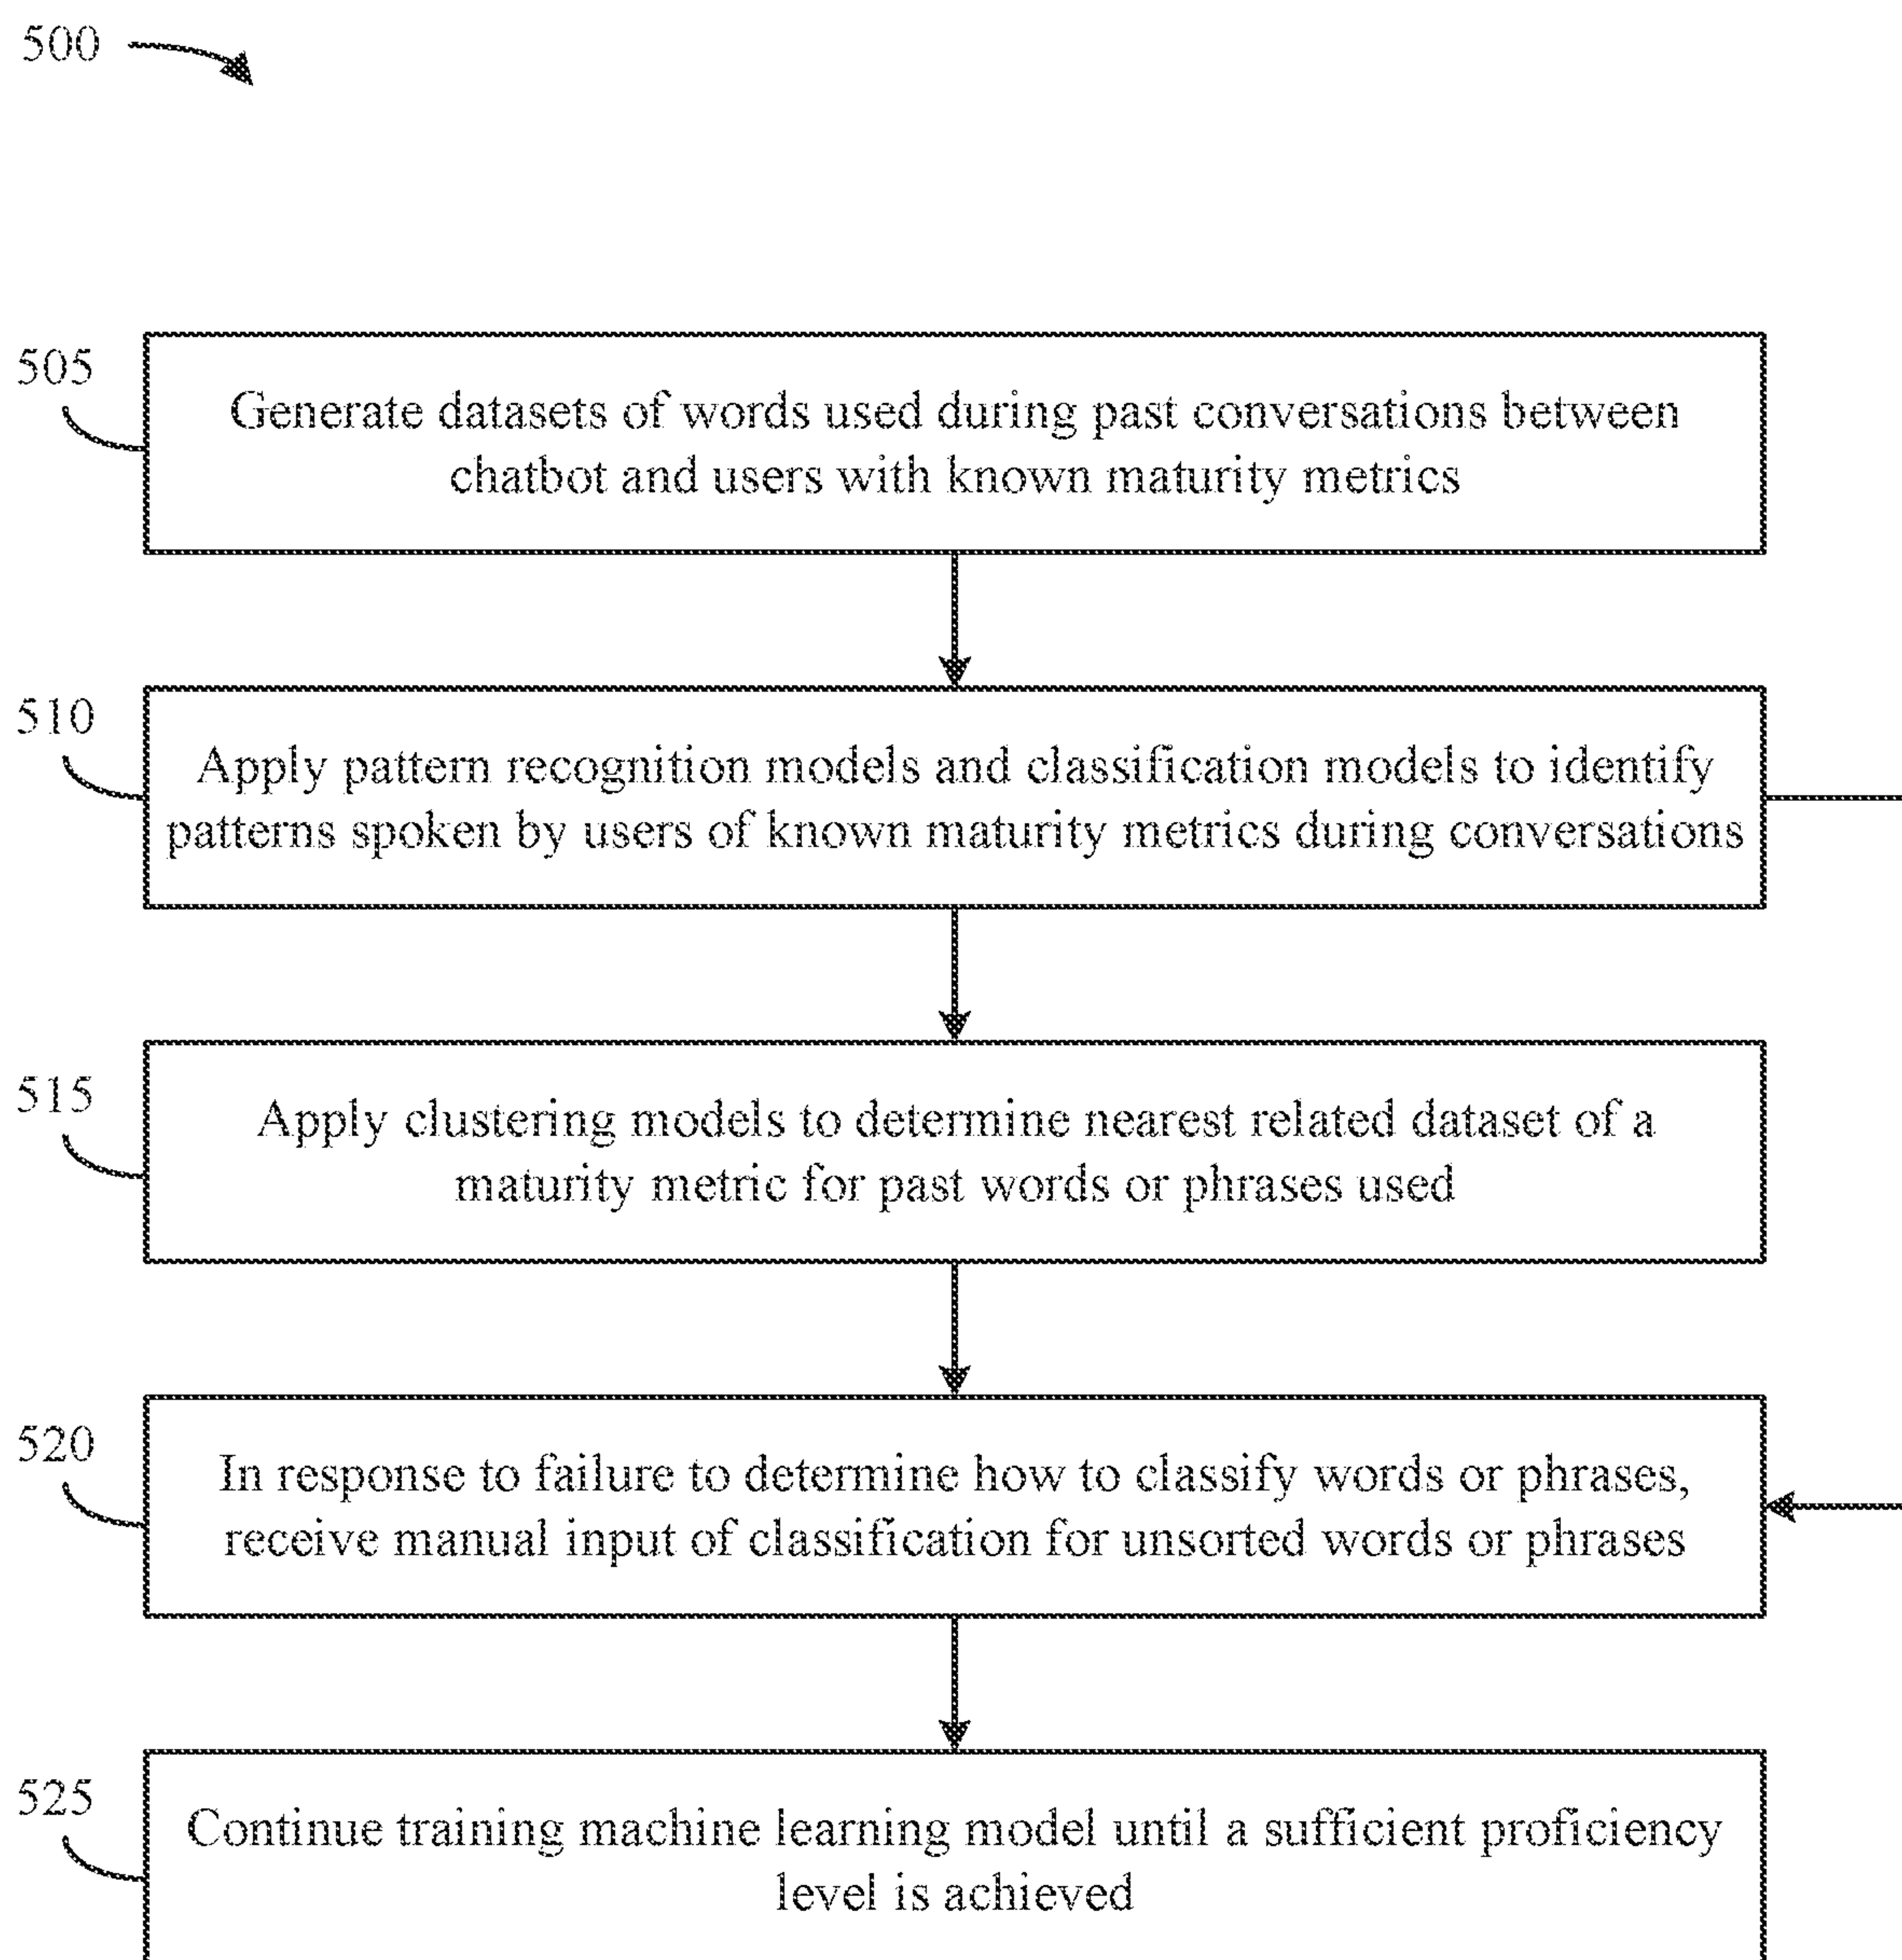 500
505
Generate datasets of words used during past conversations between
chatbot and users with known maturity metrics
510
Apply pattern recognition models and classification models to identify
patterns spoken by users of known maturity metrics during conversations
515
Apply clustering models to determine nearest related dataset of a
maturity metric for past words or phrases used
520
In response to failure to determine how to classify words or phrases,
receive manual input of classification for unsorted words or phrases
525
Continue training machine learning model until a sufficient proficiency
level is achieved